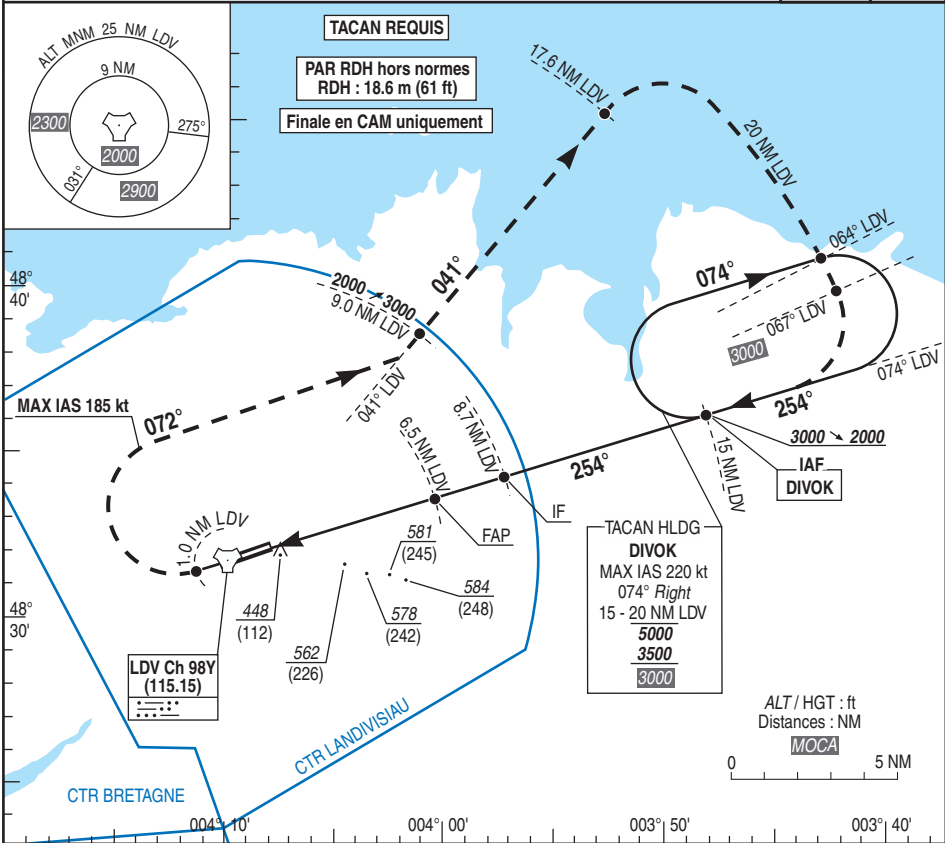 ALT MNM 25 NM LDV
9 NM
2300
275°
2000
031°
2900
TACAN REQUIS
PAR RDH hors normes
RDH : 18.6 m (61 ft)
Finale en CAM uniquement
17.6 NM LDV
20 NM LDV
064° LDV
067° LDV
3000
074° LDV
074°
041°
2000 3000
9.0 NM LDV
041° LDV
48°
40'
MAX IAS 185 kt
072°
6.5 NM LDV
8.7 NM LDV
254°
254°
3000 2000
IAF
DIVOK
15 NM LDV
IF
FAP
1.0 NM LDV
581
(245)
584
(248)
578
(242)
562
(226)
448
(112)
48°
30'
TACAN HLDG
DIVOK
MAX IAS 220 kt
074° Right
15 - 20 NM LDV
5000
3500
3000
LDV Ch 98Y
(115.15)
ALT / HGT : ft
Distances : NM
MOCA
0 5 NM
CTR LANDIVISIAU
CTR BRETAGNE
004° 10' 004° 00' 003° 50' 003° 40'